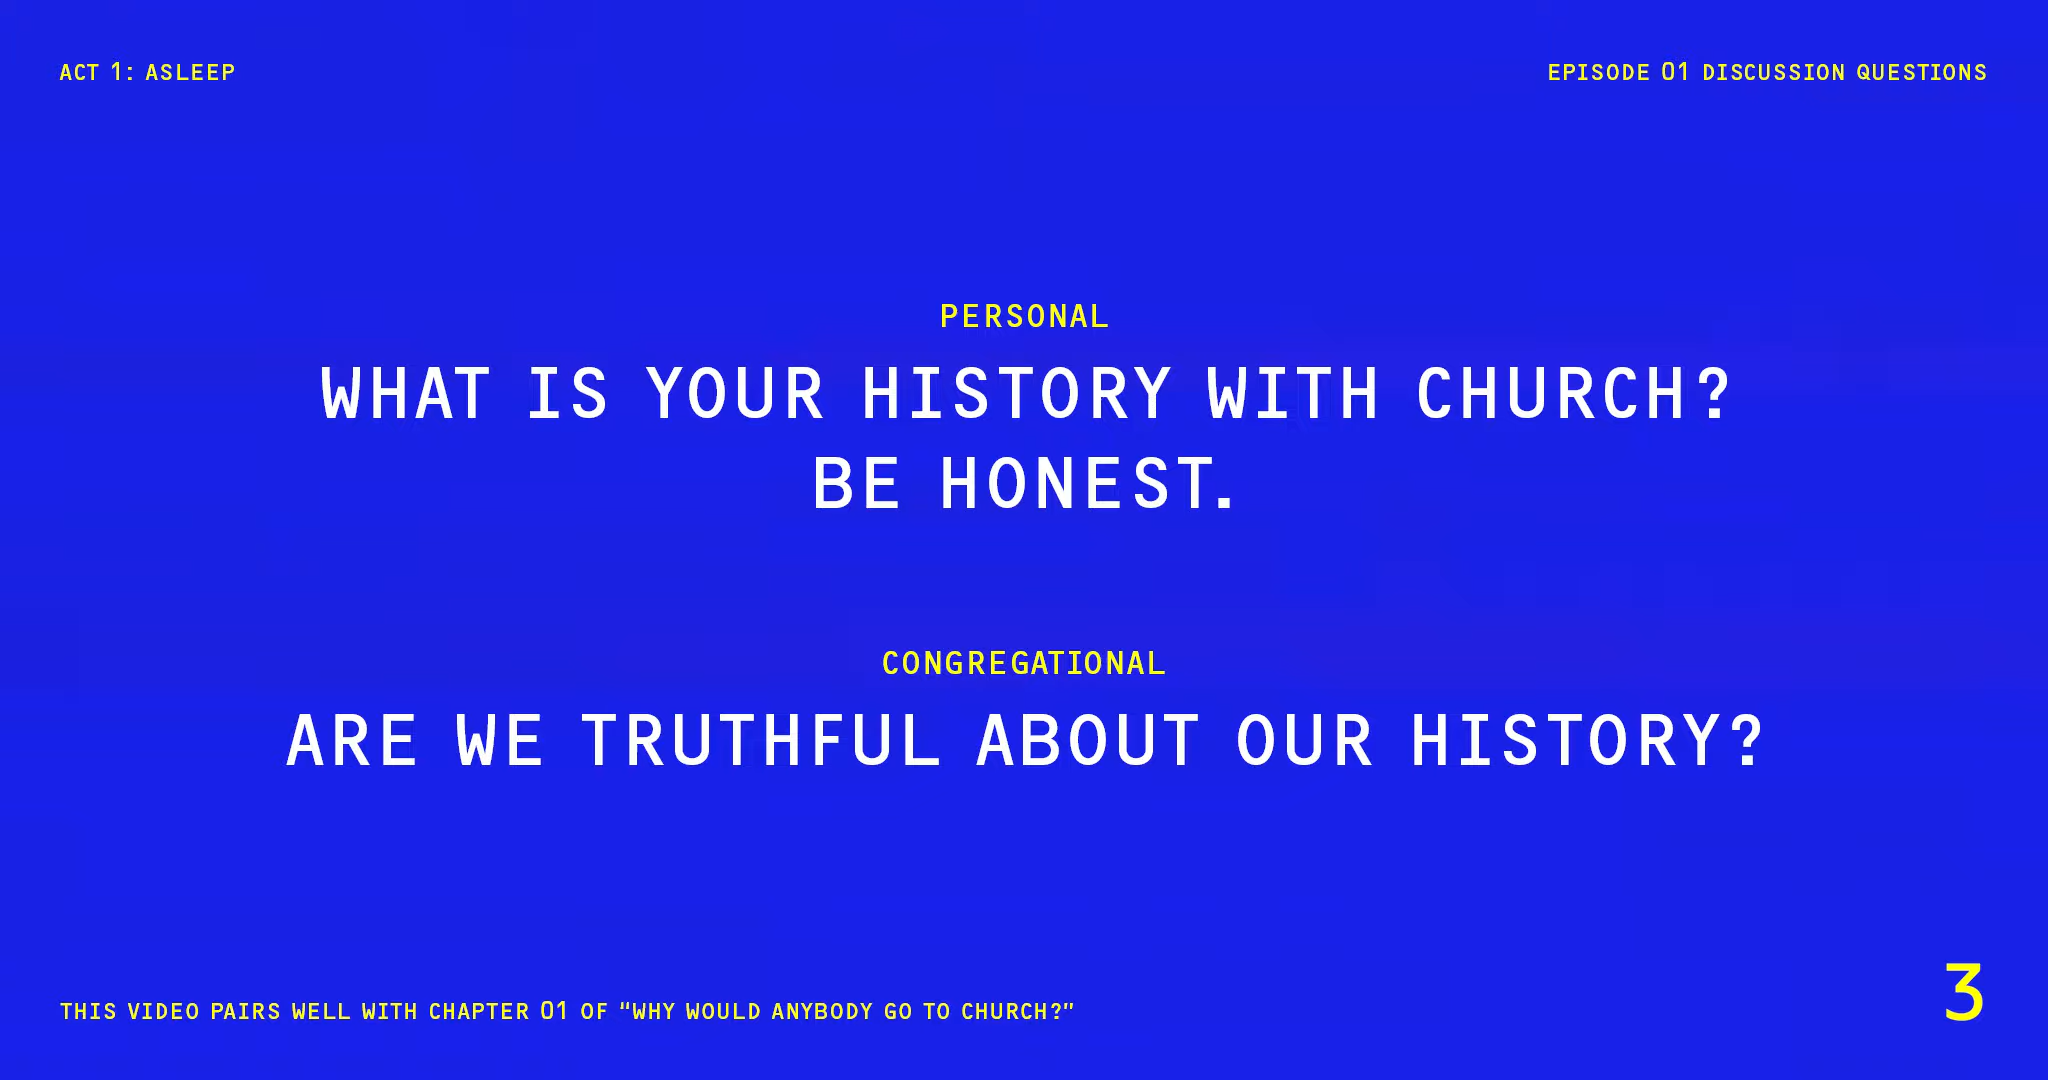 ACT 1: ASLEEP
EPISODE 01 DISCUSSION QUESTIONS
PERSONAL
WHAT IS YOUR HISTORY WITH CHURCH?
BE HONEST.
CONGREGATIONAL
ARE WE TRUTHFUL ABOUT OUR HISTORY?
THIS VIDEO PAIRS WELL WITH CHAPTER 01 OF “WHY WOULD ANYBODY GO TO CHURCH?”
3